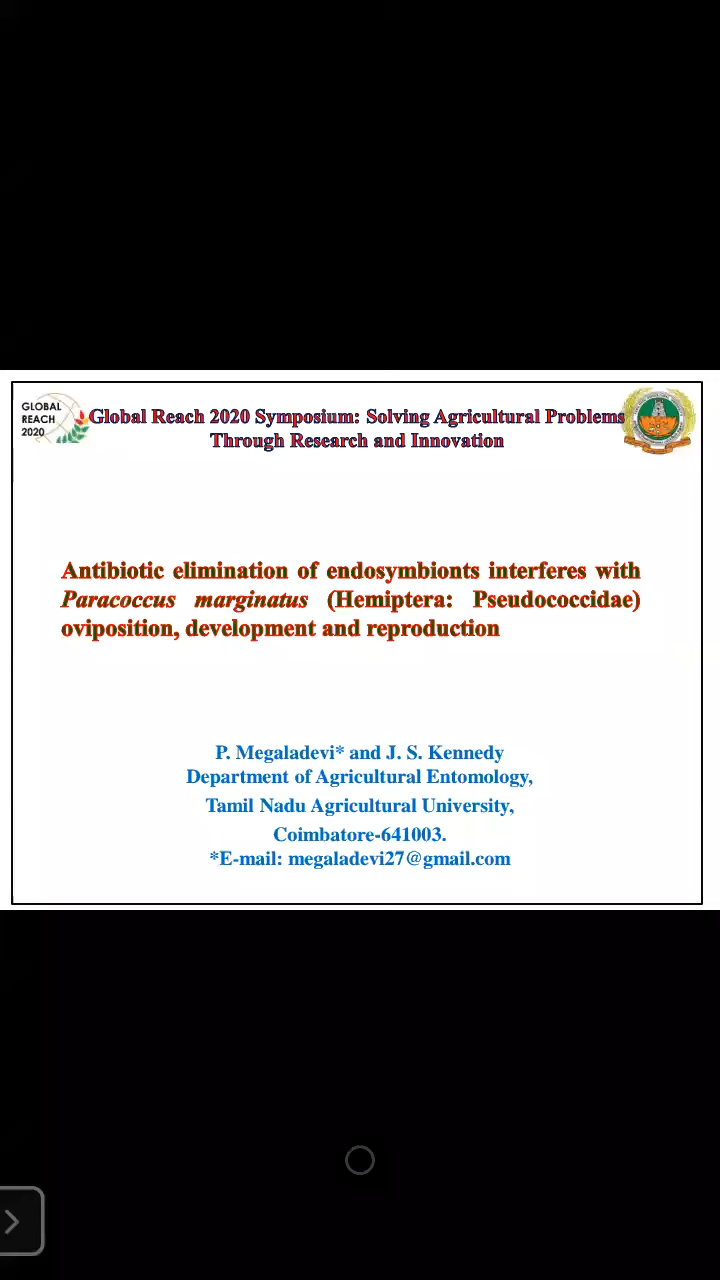 GLOBAL
REACH
2020
Global Reach 2020 Symposium: Solving Agricultural Problems
Through Research and Innovation
Antibiotic elimination of endosymbionts interferes with
Paracoccus marginatus (Hemiptera: Pseudococcidae)
oviposition, development and reproduction
P. Megaladevi* and J. S. Kennedy
Department of Agricultural Entomology,
Tamil Nadu Agricultural University,
Coimbatore-641003.
*E-mail: megaladevi27@gmail.com